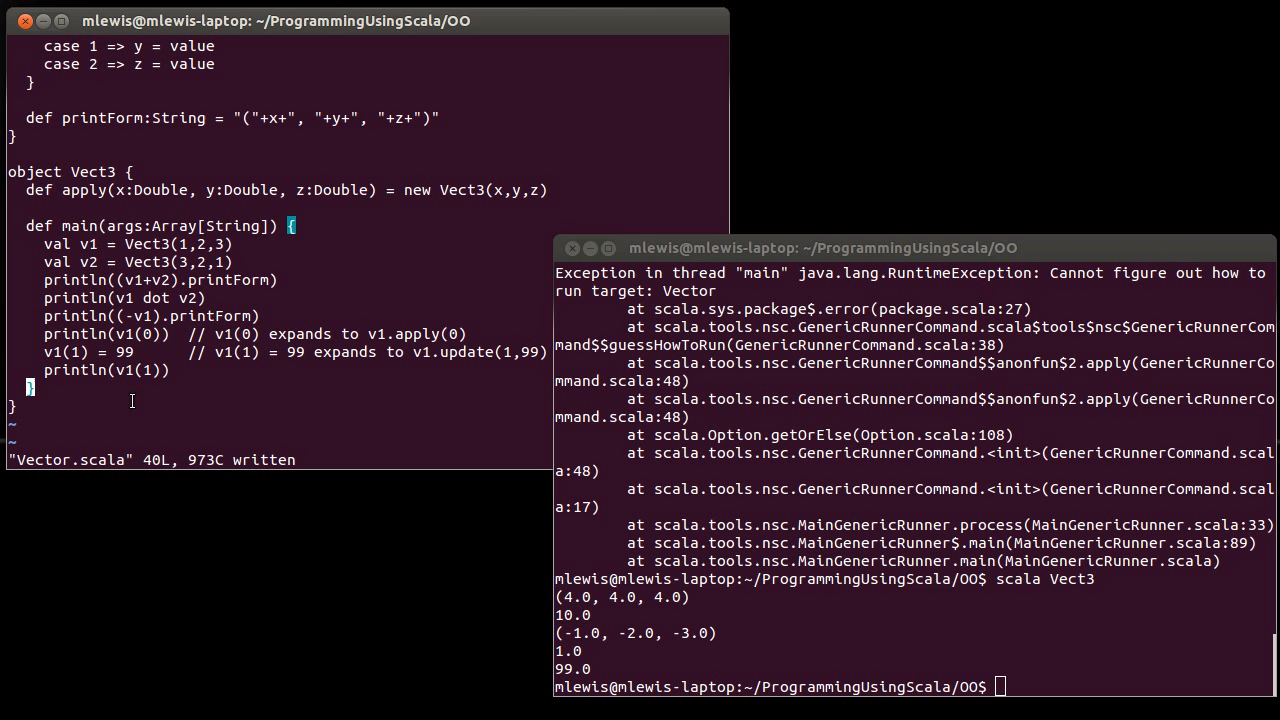 mlewis@mlewis-laptop: ~/ProgrammingUsingScala/OO
    case 1 => y = value
    case 2 => z = value
  }
  def printForm:String = "("+x+", "+y+", "+z+")"
}
object Vect3 {
  def apply(x:Double, y:Double, z:Double) = new Vect3(x,y,z)
  def main(args:Array[String]) {
    val v1 = Vect3(1,2,3)
    val v2 = Vect3(3,2,1)
    println((v1+v2).printForm)
    println(v1 dot v2)
    println((-v1).printForm)
    println(v1(0))  // v1(0) expands to v1.apply(0)
    v1(1) = 99      // v1(1) = 99 expands to v1.update(1,99)
    println(v1(1))
  }
}
~
~
"Vector.scala" 40L, 973C written
mlewis@mlewis-laptop: ~/ProgrammingUsingScala/OO
Exception in thread "main" java.lang.RuntimeException: Cannot figure out how to
run target: Vector
        at scala.sys.package$.error(package.scala:27)
        at scala.tools.nsc.GenericRunnerCommand.scala$tools$nsc$GenericRunnerCom
mand$$guessHowToRun(GenericRunnerCommand.scala:38)
        at scala.tools.nsc.GenericRunnerCommand$$anonfun$2.apply(GenericRunnerCo
mmand.scala:48)
        at scala.tools.nsc.GenericRunnerCommand$$anonfun$2.apply(GenericRunnerCo
mmand.scala:48)
        at scala.Option.getOrElse(Option.scala:108)
        at scala.tools.nsc.GenericRunnerCommand.<init>(GenericRunnerCommand.scal
a:48)
        at scala.tools.nsc.GenericRunnerCommand.<init>(GenericRunnerCommand.scal
a:17)
        at scala.tools.nsc.MainGenericRunner.process(MainGenericRunner.scala:33)
        at scala.tools.nsc.MainGenericRunner$.main(MainGenericRunner.scala:89)
        at scala.tools.nsc.MainGenericRunner.main(MainGenericRunner.scala)
mlewis@mlewis-laptop:~/ProgrammingUsingScala/OO$ scala Vect3
(4.0, 4.0, 4.0)
10.0
(-1.0, -2.0, -3.0)
1.0
99.0
mlewis@mlewis-laptop:~/ProgrammingUsingScala/OO$